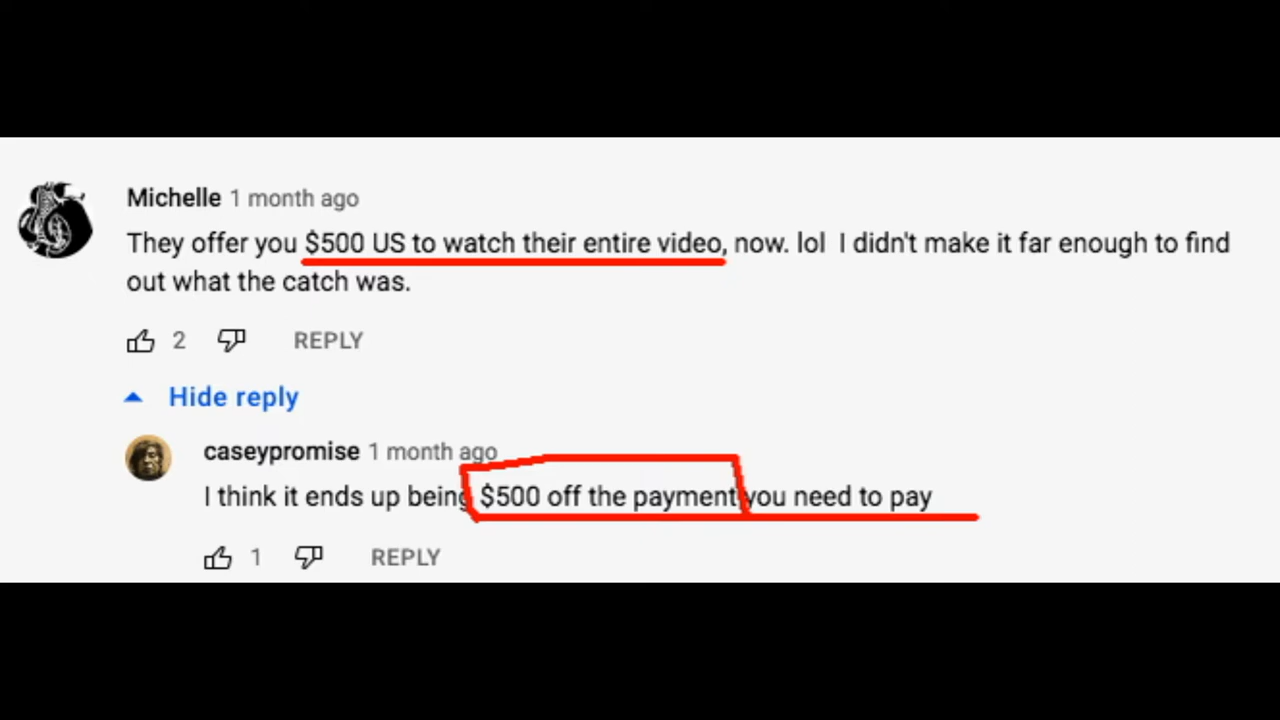 Michelle 1 month ago
They offer you $500 US to watch their entire video, now. lol  I didn't make it far enough to find
out what the catch was.
2 REPLY
Hide reply
caseypromise 1 month ago
I think it ends up being $500 off the payment you need to pay
1 REPLY